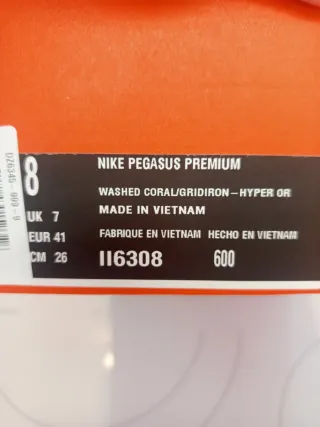 8
NIKE PEGASUS PREMIUM
WASHED CORAL/GRIDIRON-HYPER OR
UK 7
MADE IN VIETNAM
EUR 41
FABRIQUE EN VIETNAM HECHO EN VIETNAM
CM 26
II6308 600